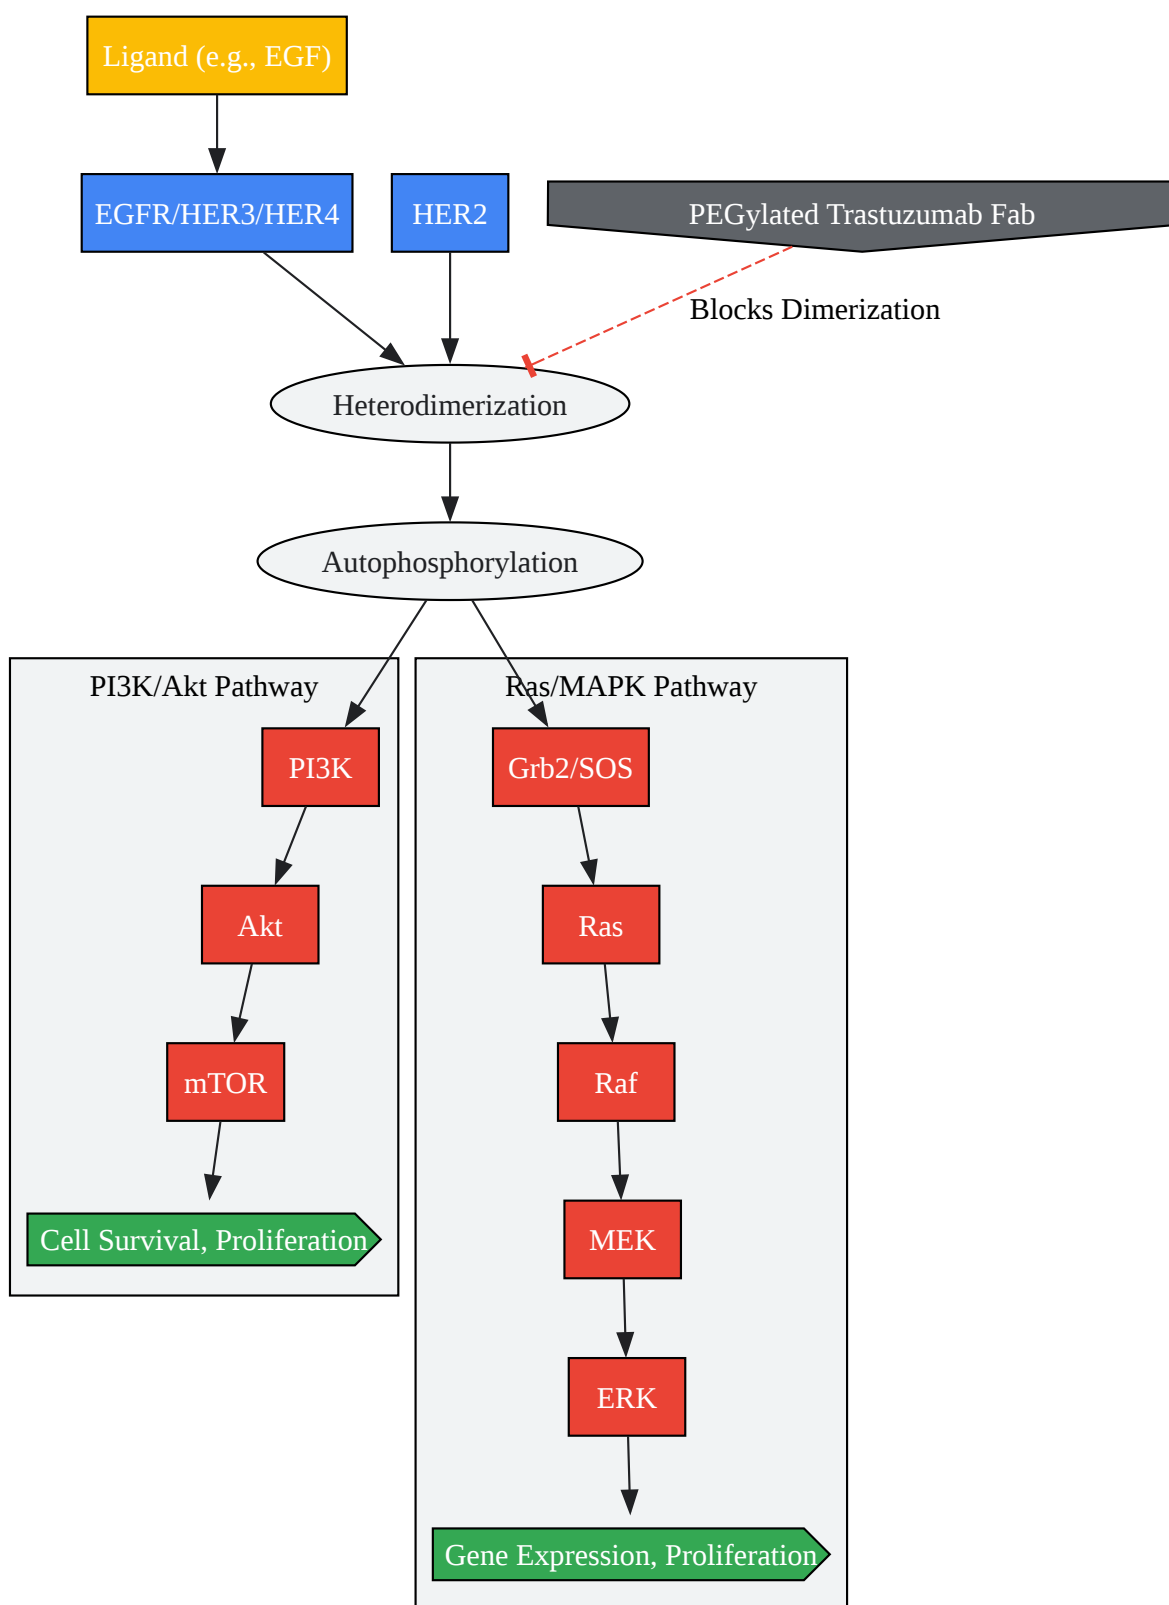 Ligand (e.g., EGF)
EGFR/HER3/HER4
HER2
PEGylated Trastuzumab Fab
Blocks Dimerization
Heterodimerization
Autophosphorylation
PI3K/Akt Pathway
Ras/MAPK Pathway
PI3K
Grb2/SOS
Akt
Ras
mTOR
Raf
Cell Survival, Proliferation
MEK
ERK
Gene Expression, Proliferation